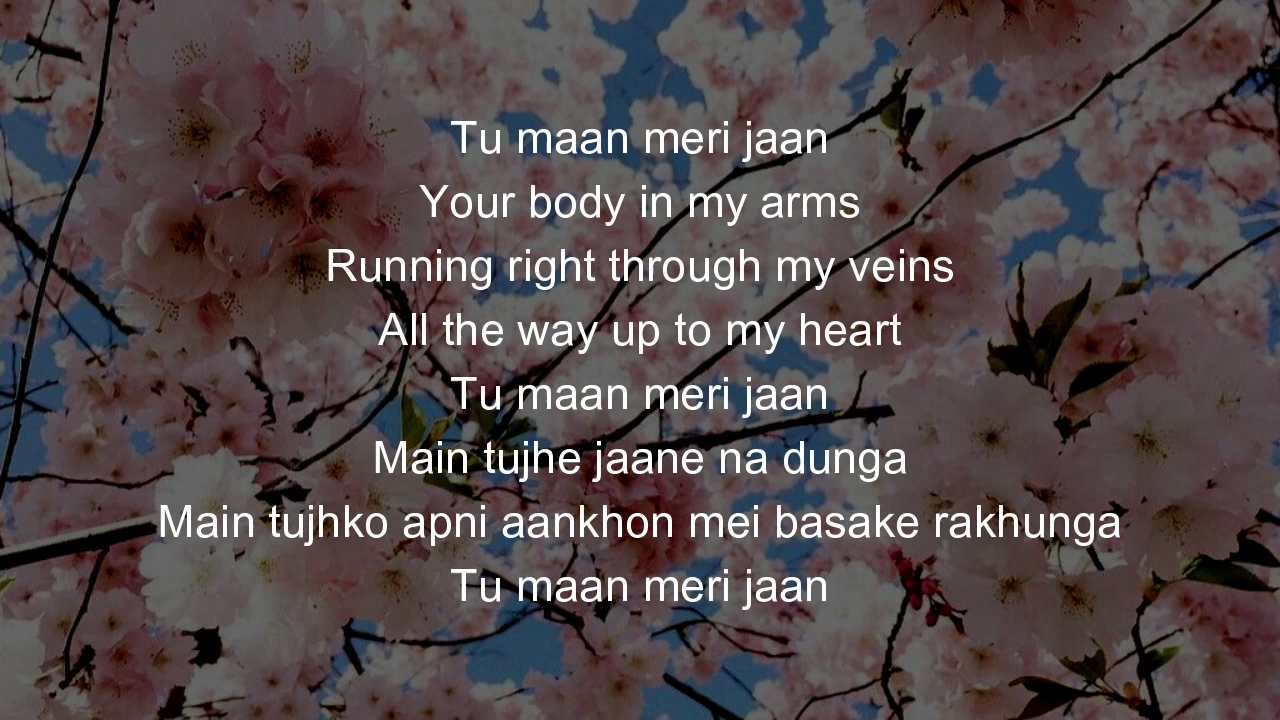 Tu maan meri jaan
Your body in my arms
Running right through my veins
All the way up to my heart
Tu maan meri jaan
Main tujhe jaane na dunga
Main tujhko apni aankhon mei basake rakhunga
Tu maan meri jaan